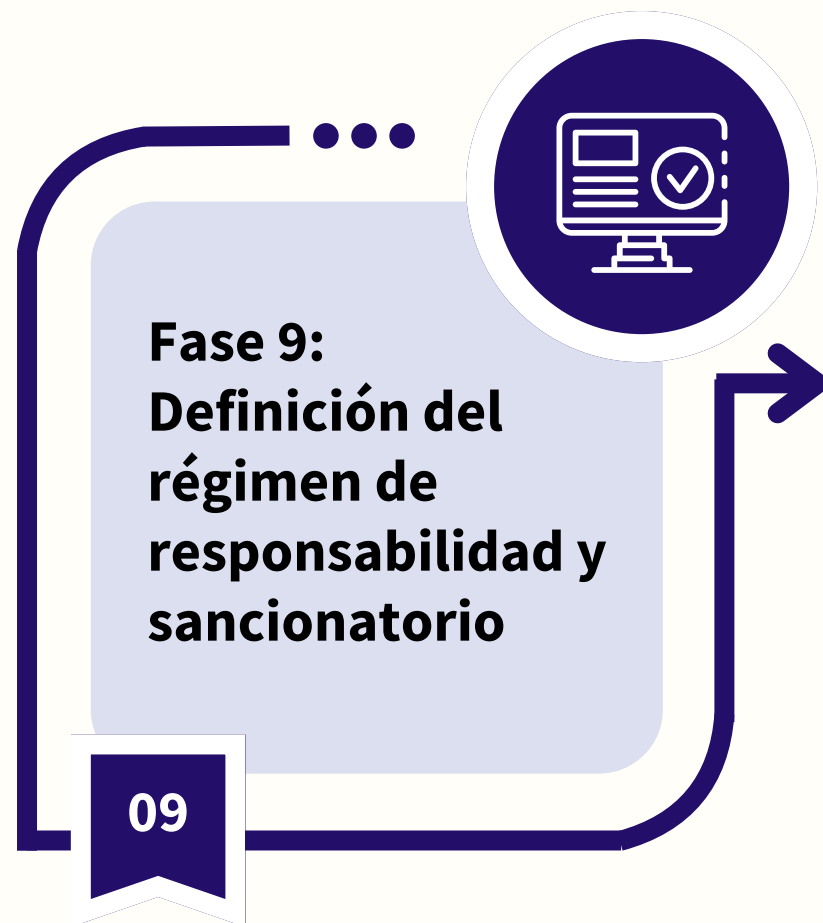 Fase 9:
Definición del
régimen de
responsabilidad y
sancionatorio
09